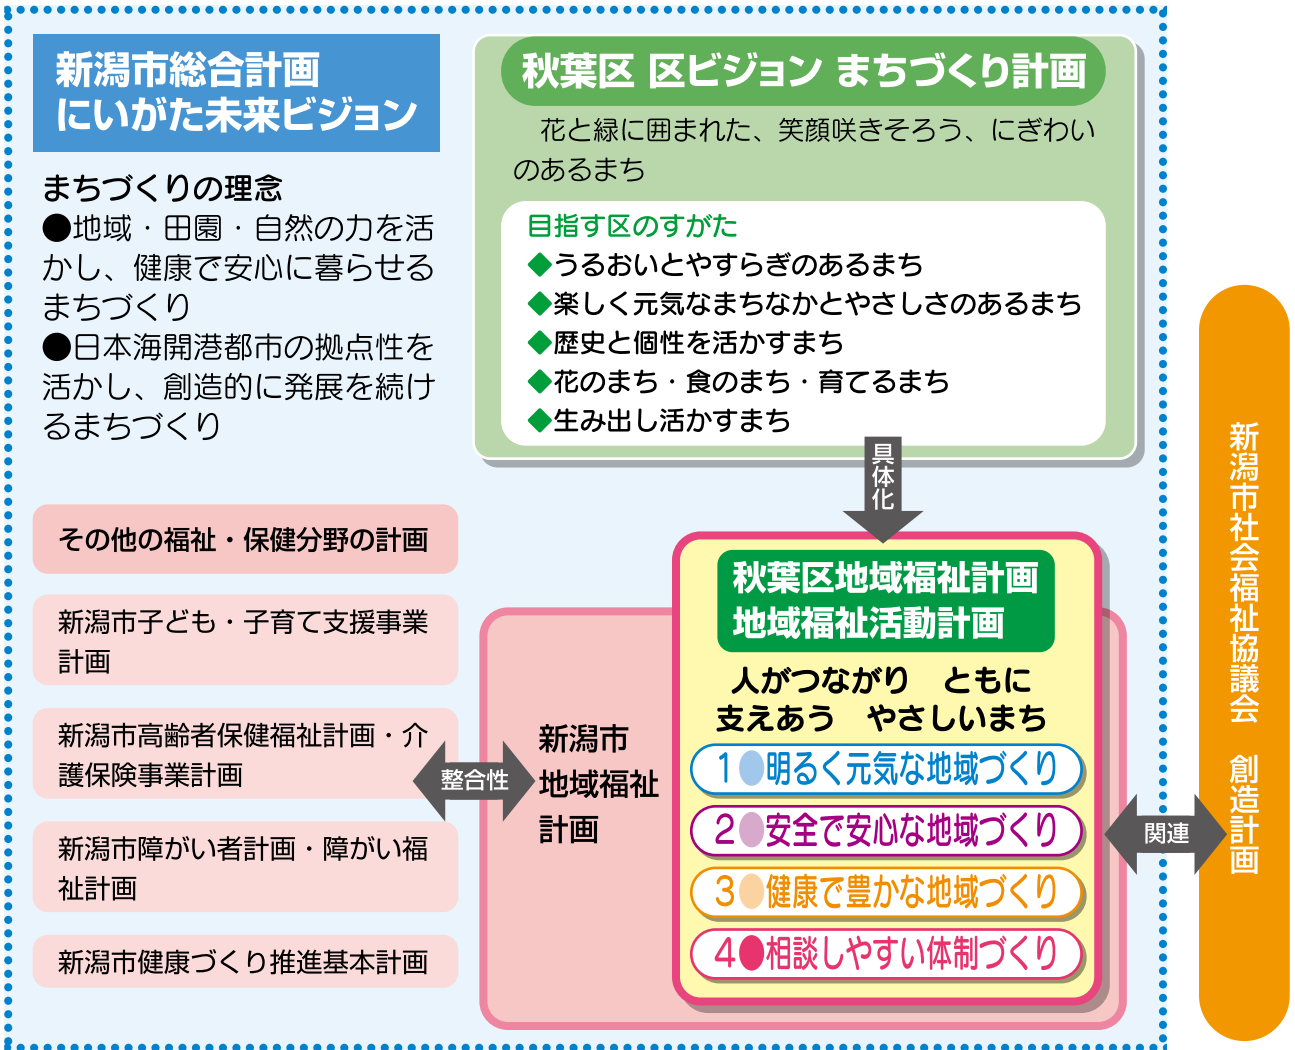 新潟市総合計画
にいがた未来ビジョン
まちづくりの理念
●地域・田園・自然の力を活
かし、健康で安心に暮らせる
まちづくり
●日本海開港都市の拠点性を
活かし、創造的に発展を続け
るまちづくり
秋葉区 区ビジョン まちづくり計画
花と緑に囲まれた、笑顔咲きそろう、にぎわい
のあるまち
目指す区のすがた
◆うるおいとやすらぎのあるまち
◆楽しく元気なまちなかとやさしさのあるまち
◆歴史と個性を活かすまち
◆花のまち・食のまち・育てるまち
◆生み出し活かすまち
具体化
その他の福祉・保健分野の計画
新潟市子ども・子育て支援事業
計画
新潟市高齢者保健福祉計画・介
護保険事業計画
新潟市障がい者計画・障がい福
祉計画
新潟市健康づくり推進基本計画
整合性
新潟市
地域福祉
計画
秋葉区地域福祉計画
地域福祉活動計画
人がつながり ともに
支えあう やさしいまち
1●明るく元気な地域づくり
2●安全で安心な地域づくり
3●健康で豊かな地域づくり
4●相談しやすい体制づくり
関連
新潟市社会福祉協議会 創造計画